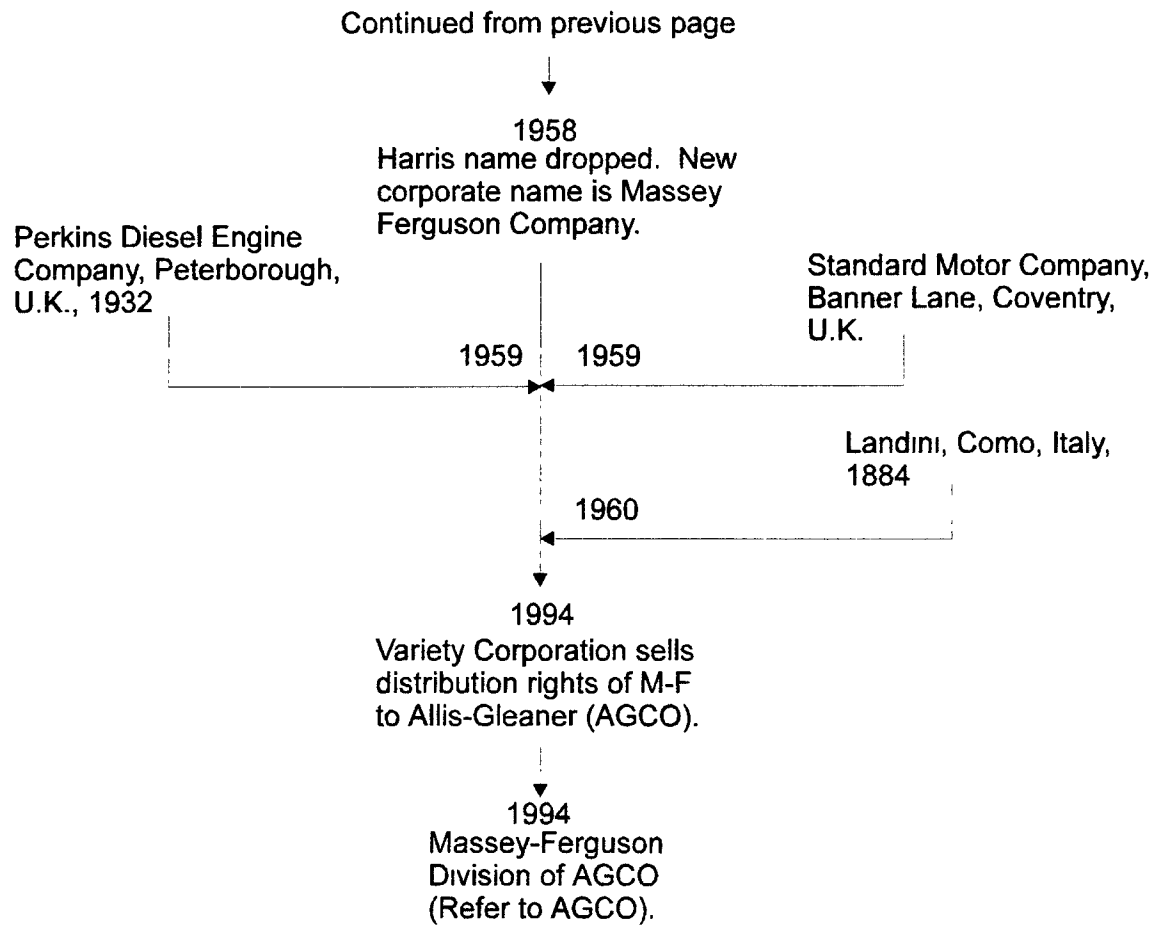 Continued from previous page
1958
Harris name dropped. New
corporate name is Massey
Ferguson Company.
Perkins Diesel Engine
Company, Peterborough,
U.K., 1932
Standard Motor Company,
Banner Lane, Coventry,
U.K.
1959
1959
Landini, Como, Italy,
1884
1960
1994
Variety Corporation sells
distribution rights of M-F
to Allis-Gleaner (AGCO).
1994
Massey-Ferguson
Division of AGCO
(Refer to AGCO).